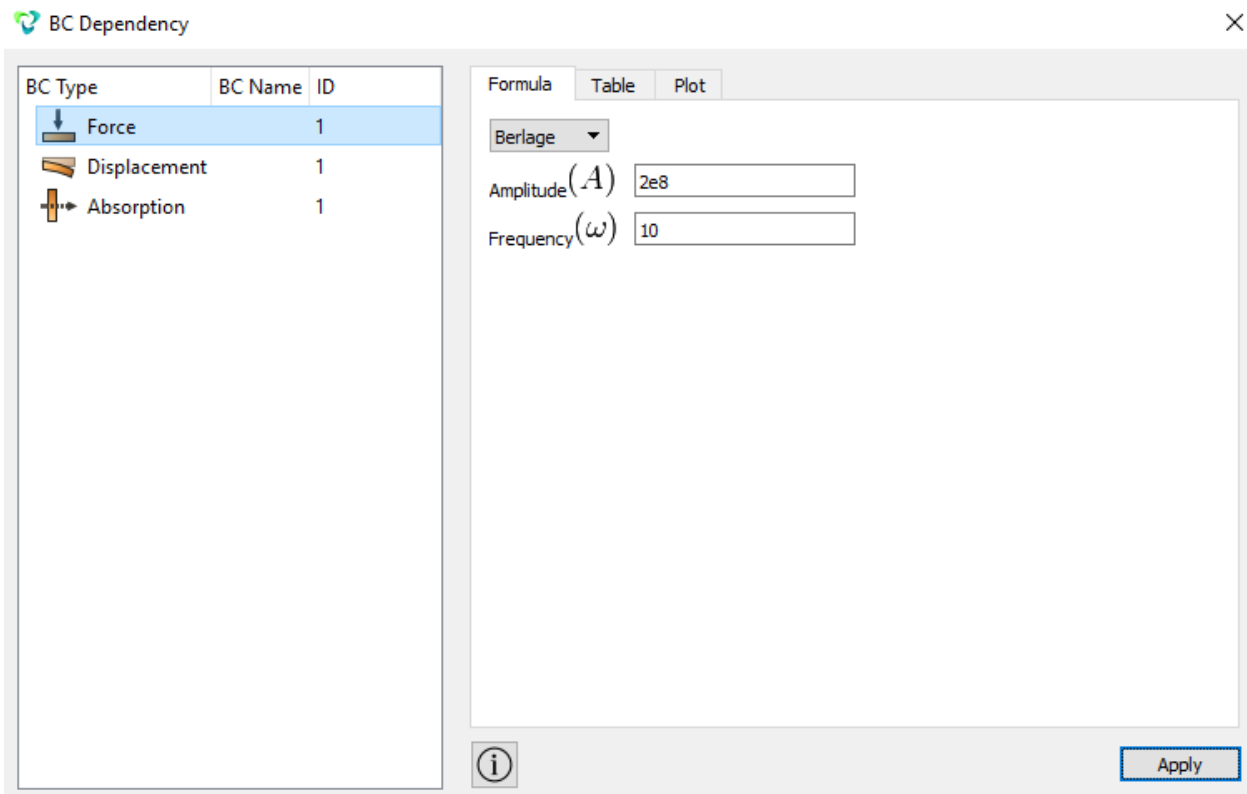 BC Dependency
BC Type BC Name ID
Force 1
Displacement 1
Absorption 1
Formula Table Plot
Berlage
Amplitude(A) 2e8
Frequency(ω) 10
i
Apply